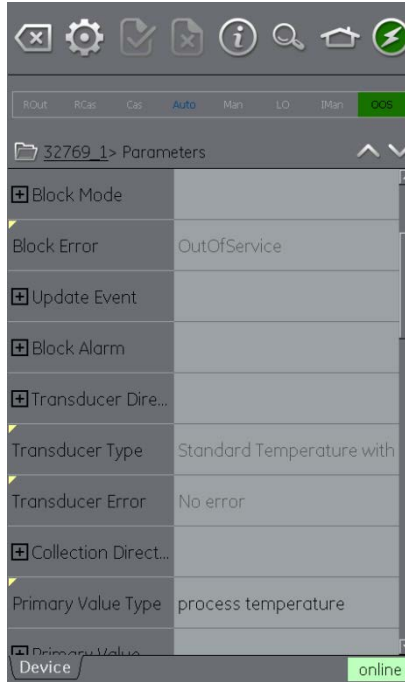 ROut RCas Cas Auto Man LO IMan OOS
32769_1> Parameters
Block Mode
Block Error OutOfService
Update Event
Block Alarm
Transducer Dire...
Transducer Type Standard Temperature with
Transducer Error No error
Collection Direct...
Primary Value Type process temperature
Primary Value
Device online